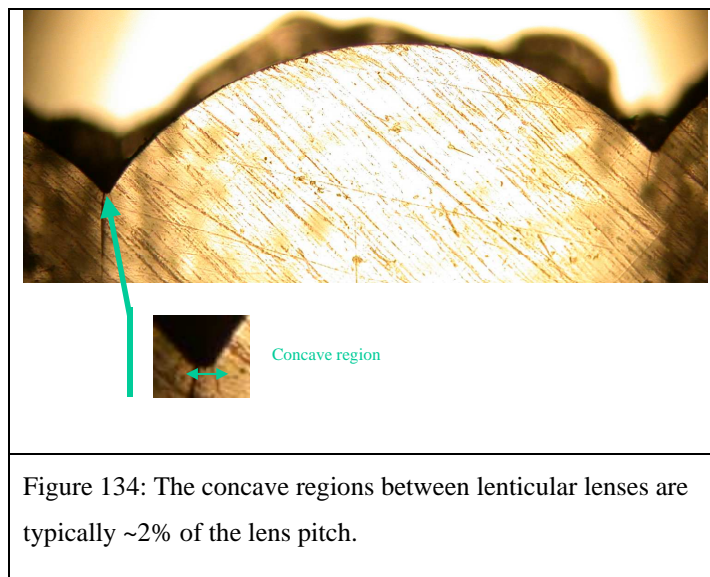 Concave region
Figure 134: The concave regions between lenticular lenses are
typically ~2% of the lens pitch.